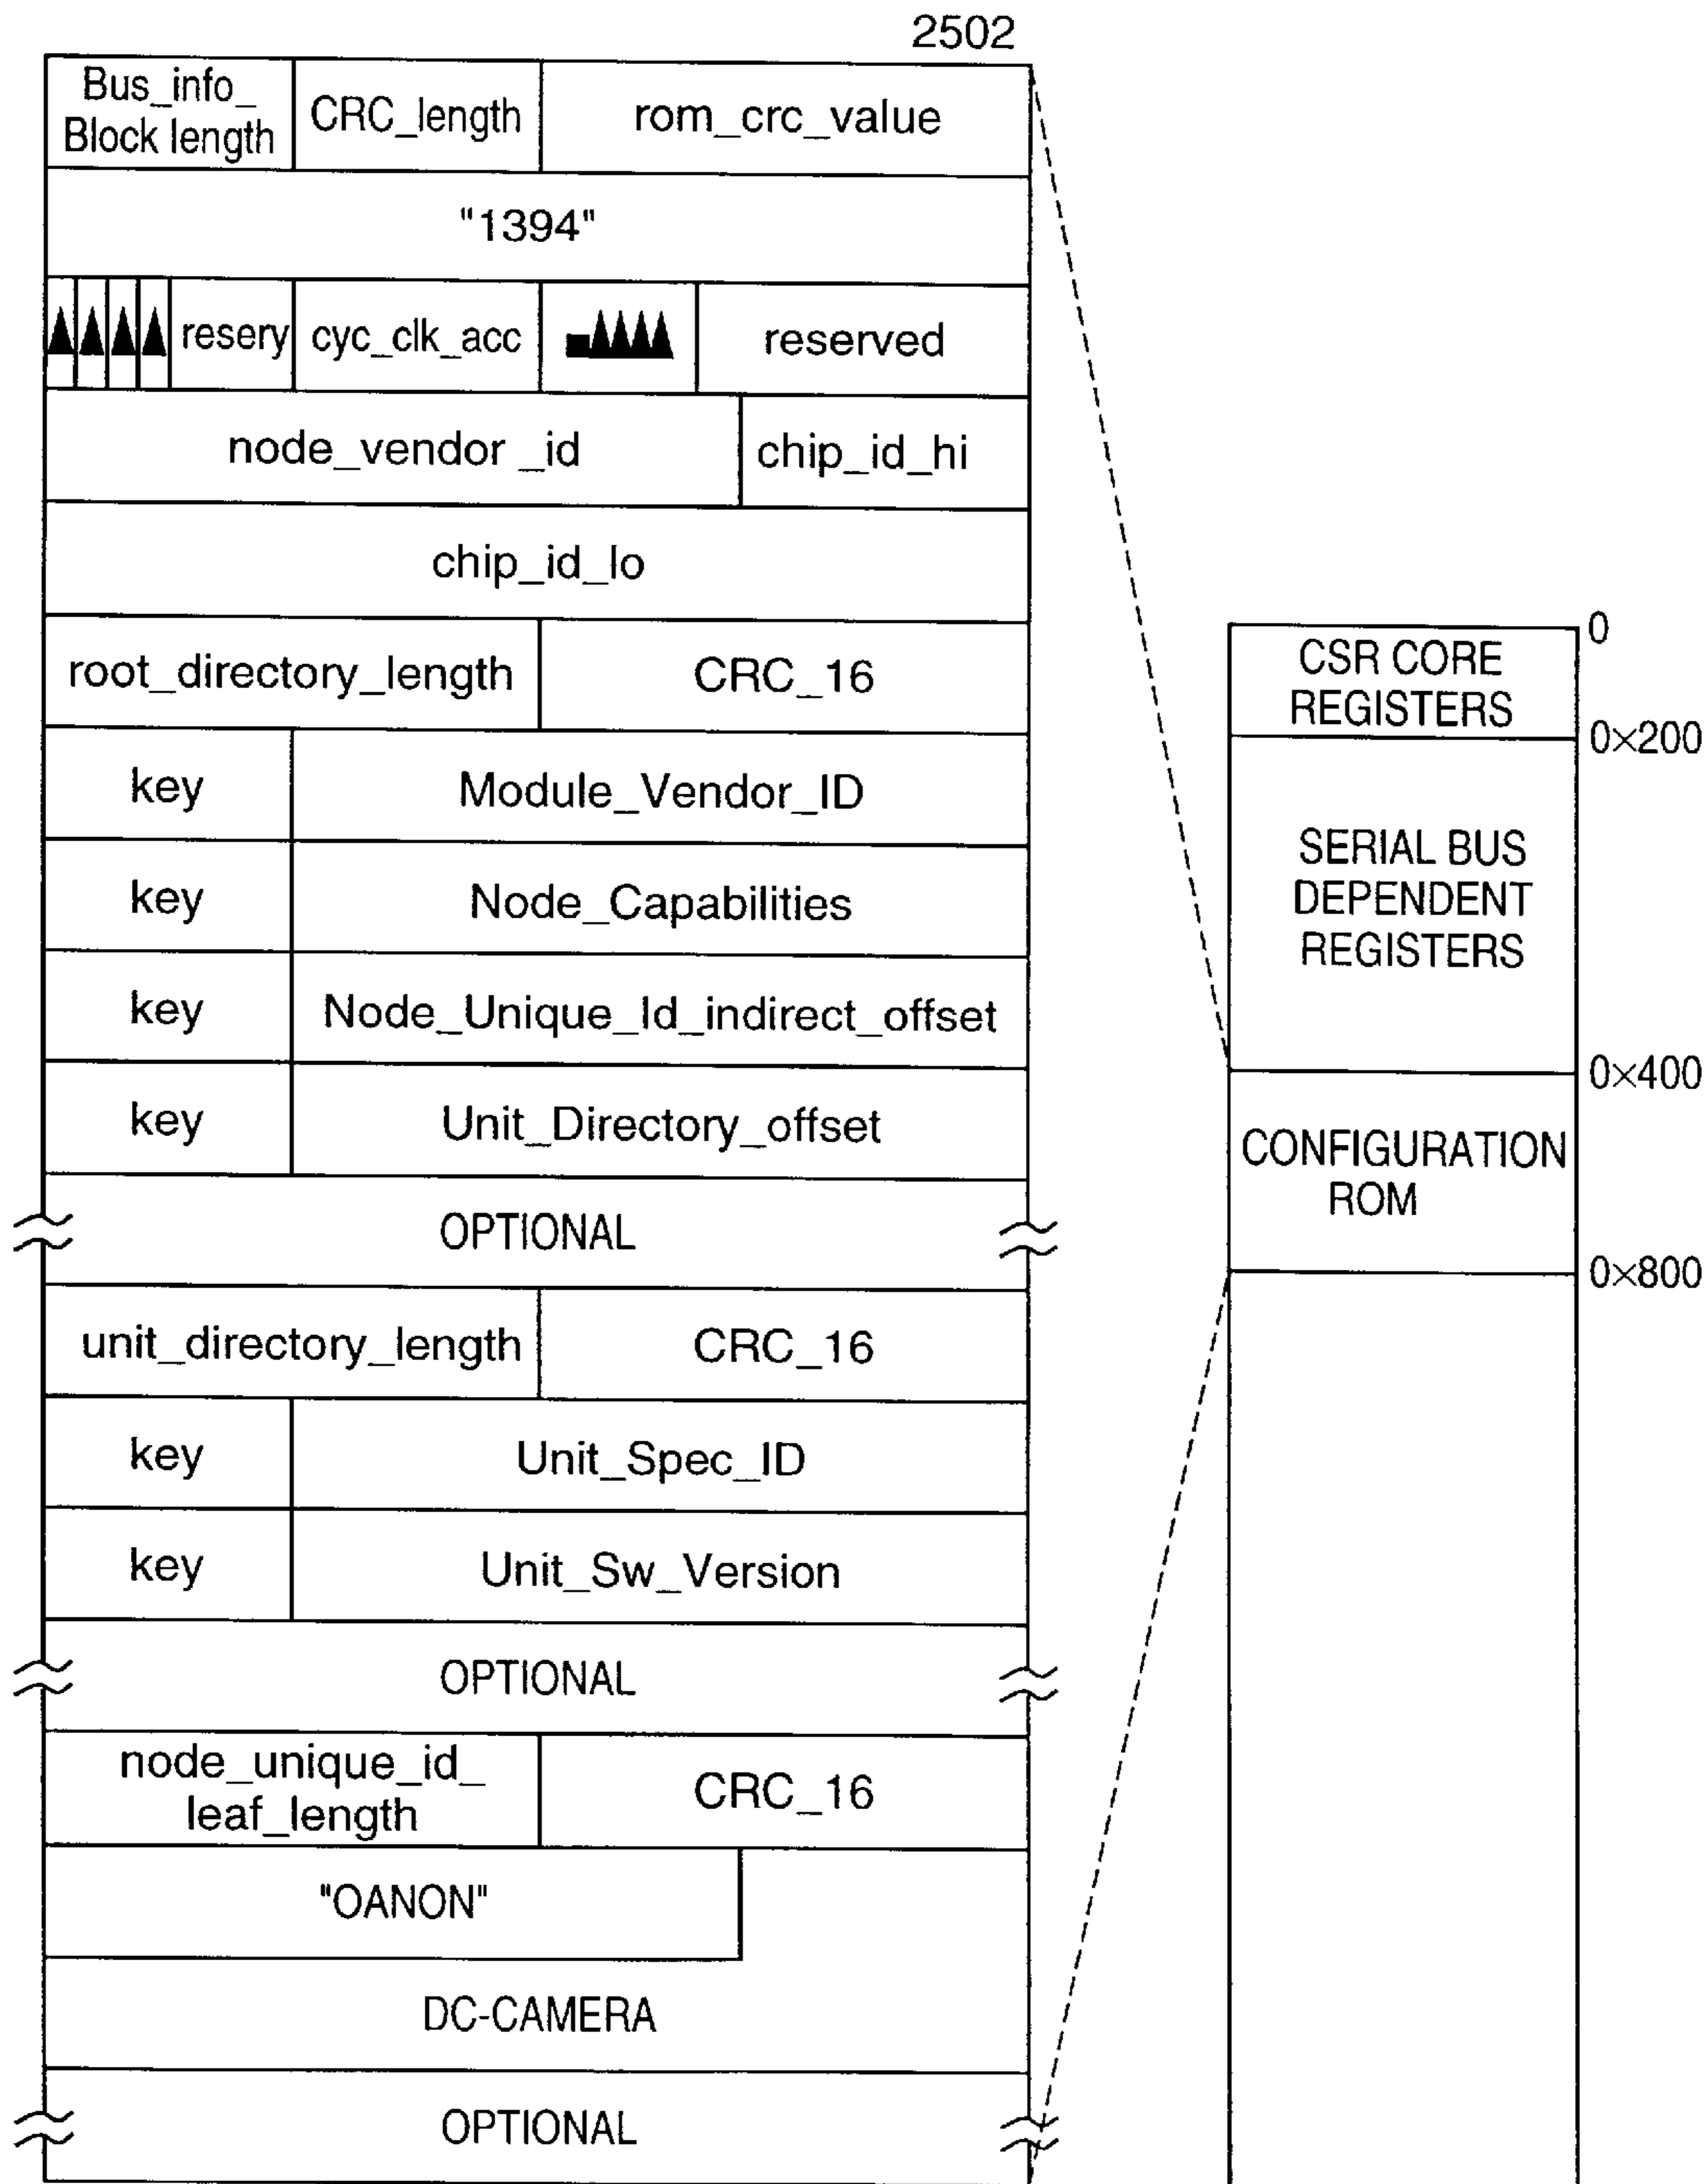 2502
Bus_info_
Block length
CRC_length
rom_crc_value
"1394"
resery
cyc_clk_acc
reserved
node_vendor _id
chip_id_hi
chip_id_lo
root_directory_length
CRC_16
key
Module_Vendor_ID
key
Node_Capabilities
key
Node_Unique_Id_indirect_offset
key
Unit_Directory_offset
OPTIONAL
unit_directory_length
CRC_16
key
Unit_Spec_ID
key
Unit_Sw_Version
OPTIONAL
node_unique_id_
leaf_length
CRC_16
"OANON"
DC-CAMERA
OPTIONAL
0
CSR CORE
REGISTERS
0×200
SERIAL BUS
DEPENDENT
REGISTERS
0×400
CONFIGURATION
ROM
0×800